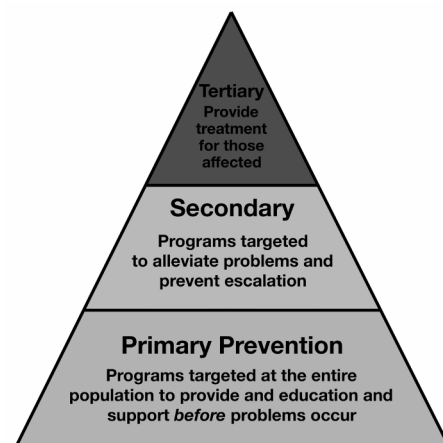 Tertiary
Provide
treatment
for those
affected
Secondary
Programs targeted
to alleviate problems and
prevent escalation
Primary Prevention
Programs targeted at the entire
population to provide and education and
support before problems occur